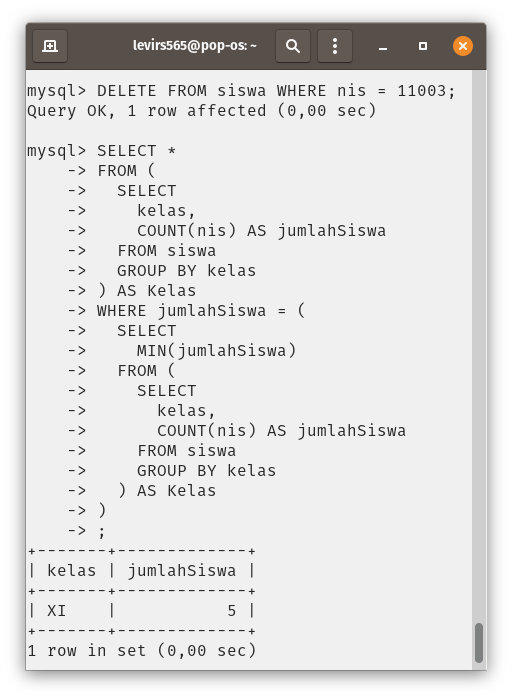 levirs565@pop-os: ~
mysql> DELETE FROM siswa WHERE nis = 11003;
Query OK, 1 row affected (0,00 sec)

mysql> SELECT *
    -> FROM (
    ->   SELECT
    ->     kelas,
    ->     COUNT(nis) AS jumlahSiswa
    ->   FROM siswa
    ->   GROUP BY kelas
    -> ) AS Kelas
    -> WHERE jumlahSiswa = (
    ->   SELECT
    ->     MIN(jumlahSiswa)
    ->   FROM (
    ->     SELECT
    ->       kelas,
    ->       COUNT(nis) AS jumlahSiswa
    ->     FROM siswa
    ->     GROUP BY kelas
    ->   ) AS Kelas
    -> )
    -> ;
+-------+-------------+
| kelas | jumlahSiswa |
+-------+-------------+
| XI    |           5 |
+-------+-------------+
1 row in set (0,00 sec)